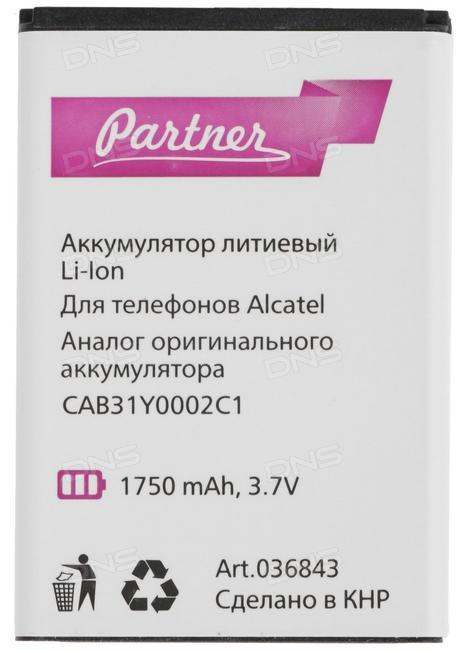 Partner
Аккумулятор литиевый
Li-Ion
Для телефонов Alcatel
Аналог оригинального
аккумулятора
CAB31Y0002C1
1750 mAh, 3.7V
Art.036843
Сделано в КНР
DNS